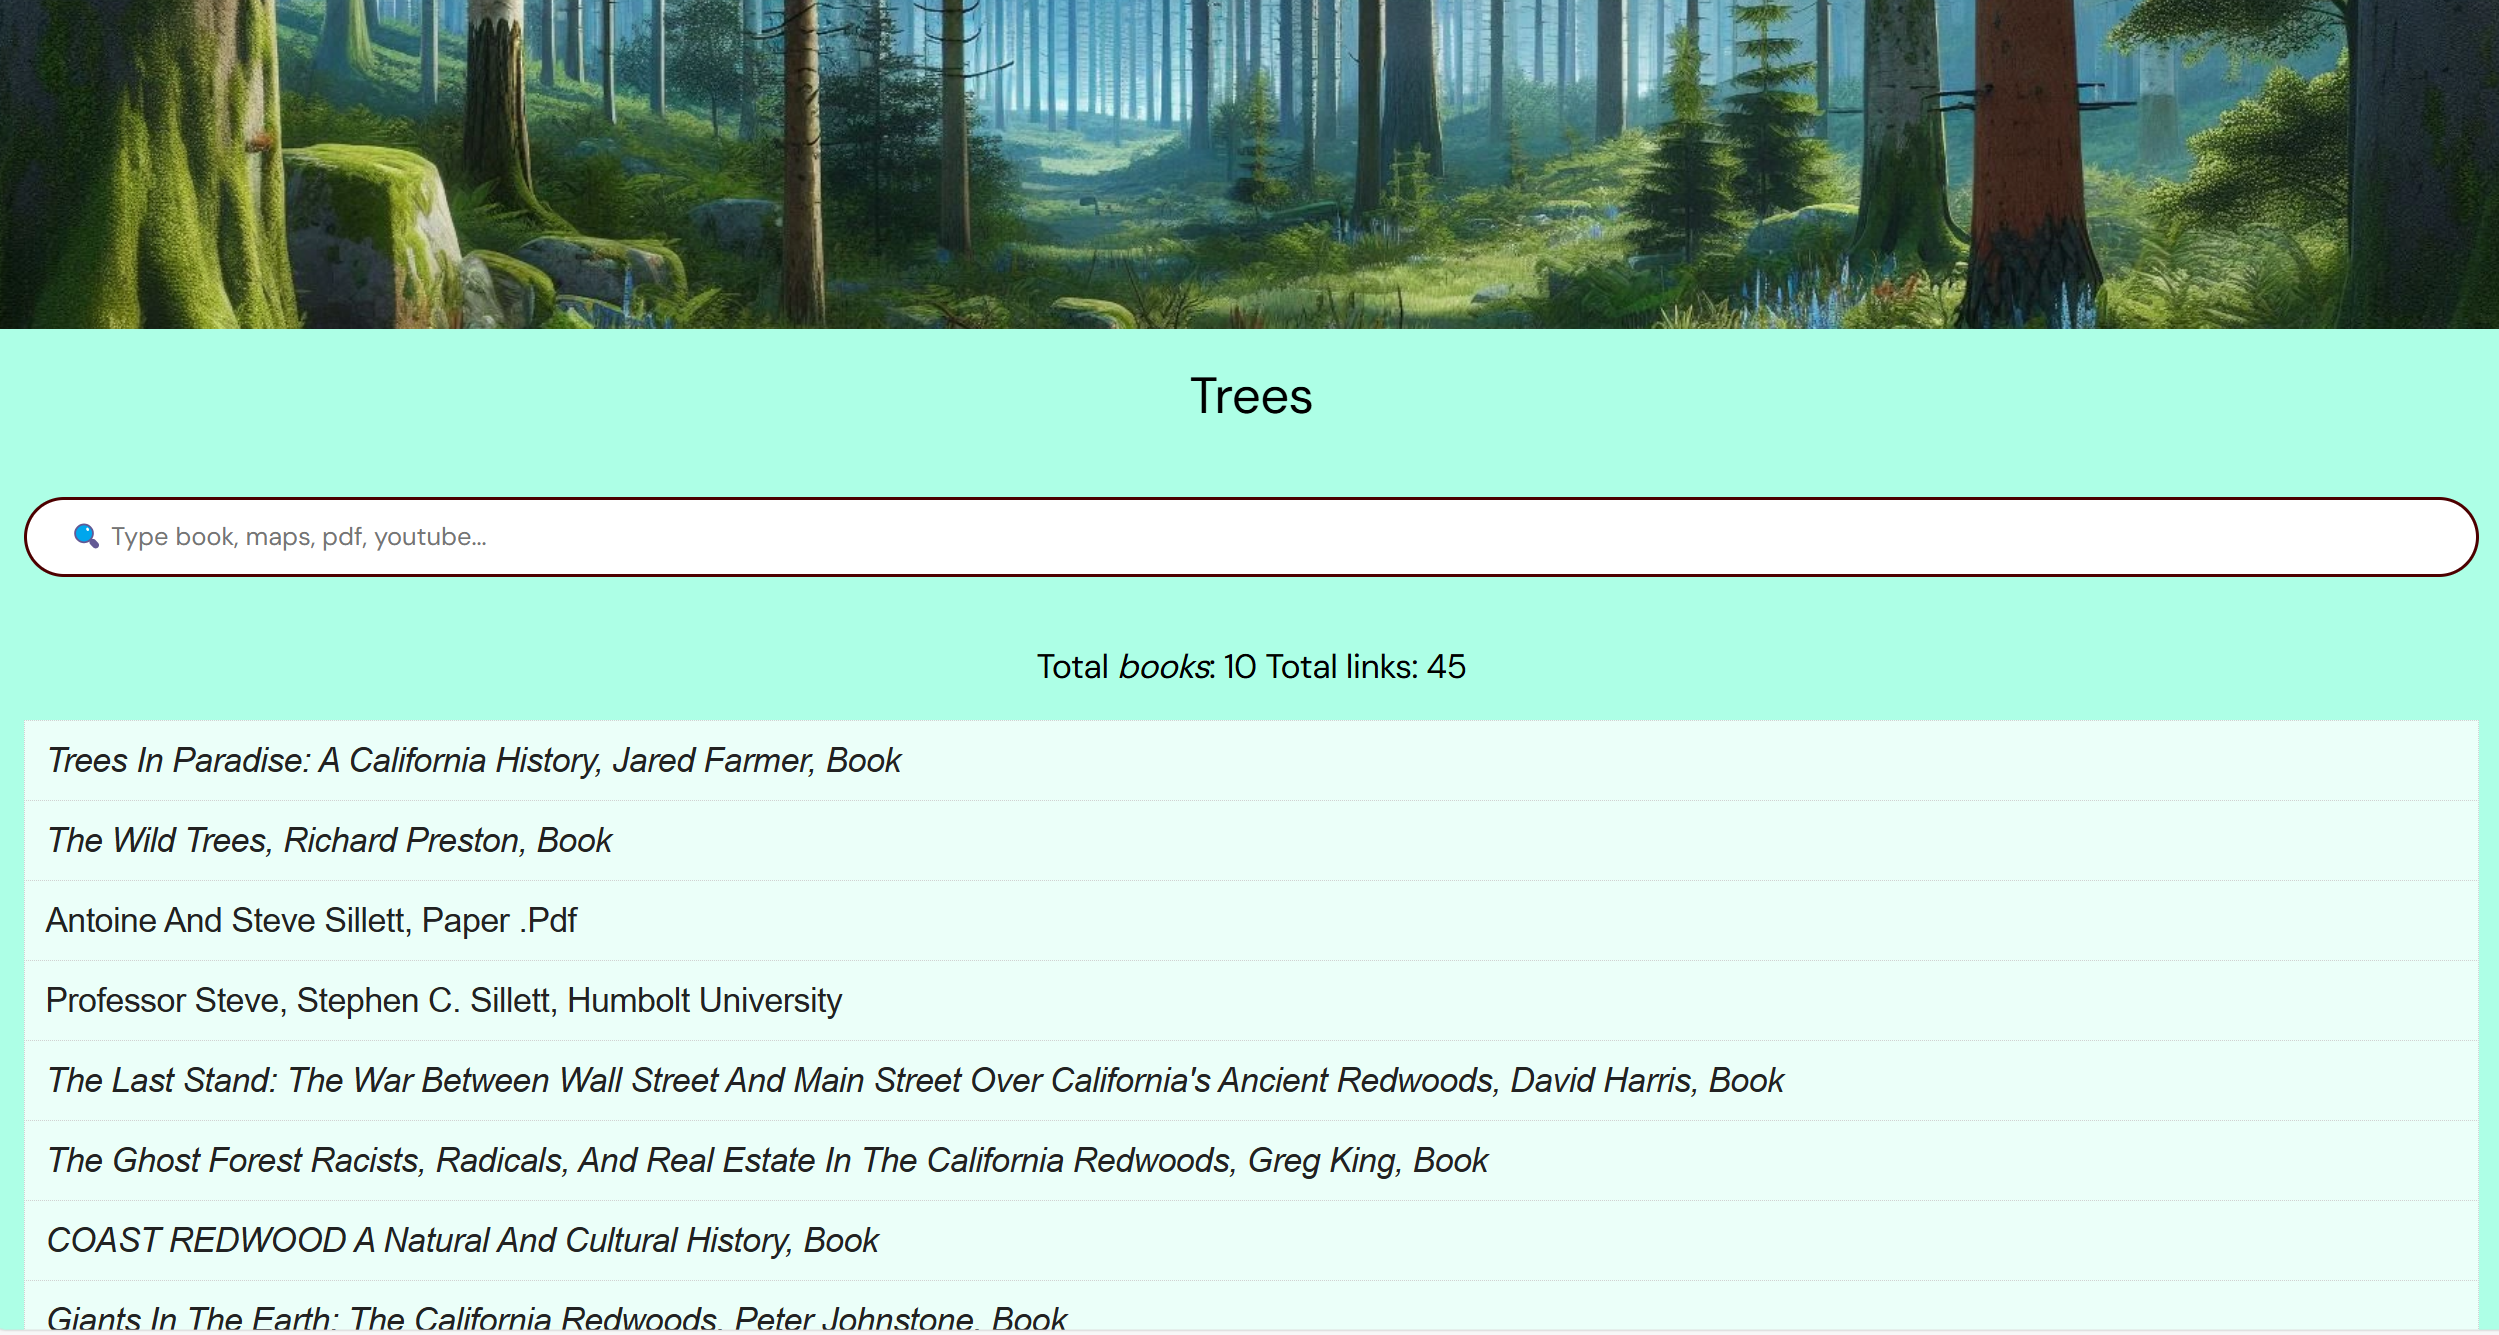 Trees
Type book, maps, pdf, youtube...
Total books: 10 Total links: 45
Trees In Paradise: A California History, Jared Farmer, Book
The Wild Trees, Richard Preston, Book
Antoine And Steve Sillett, Paper .Pdf
Professor Steve, Stephen C. Sillett, Humbolt University
The Last Stand: The War Between Wall Street And Main Street Over California's Ancient Redwoods, David Harris, Book
The Ghost Forest Racists, Radicals, And Real Estate In The California Redwoods, Greg King, Book
COAST REDWOOD A Natural And Cultural History, Book
Giants In The Earth: The California Redwoods, Peter Johnstone, Book